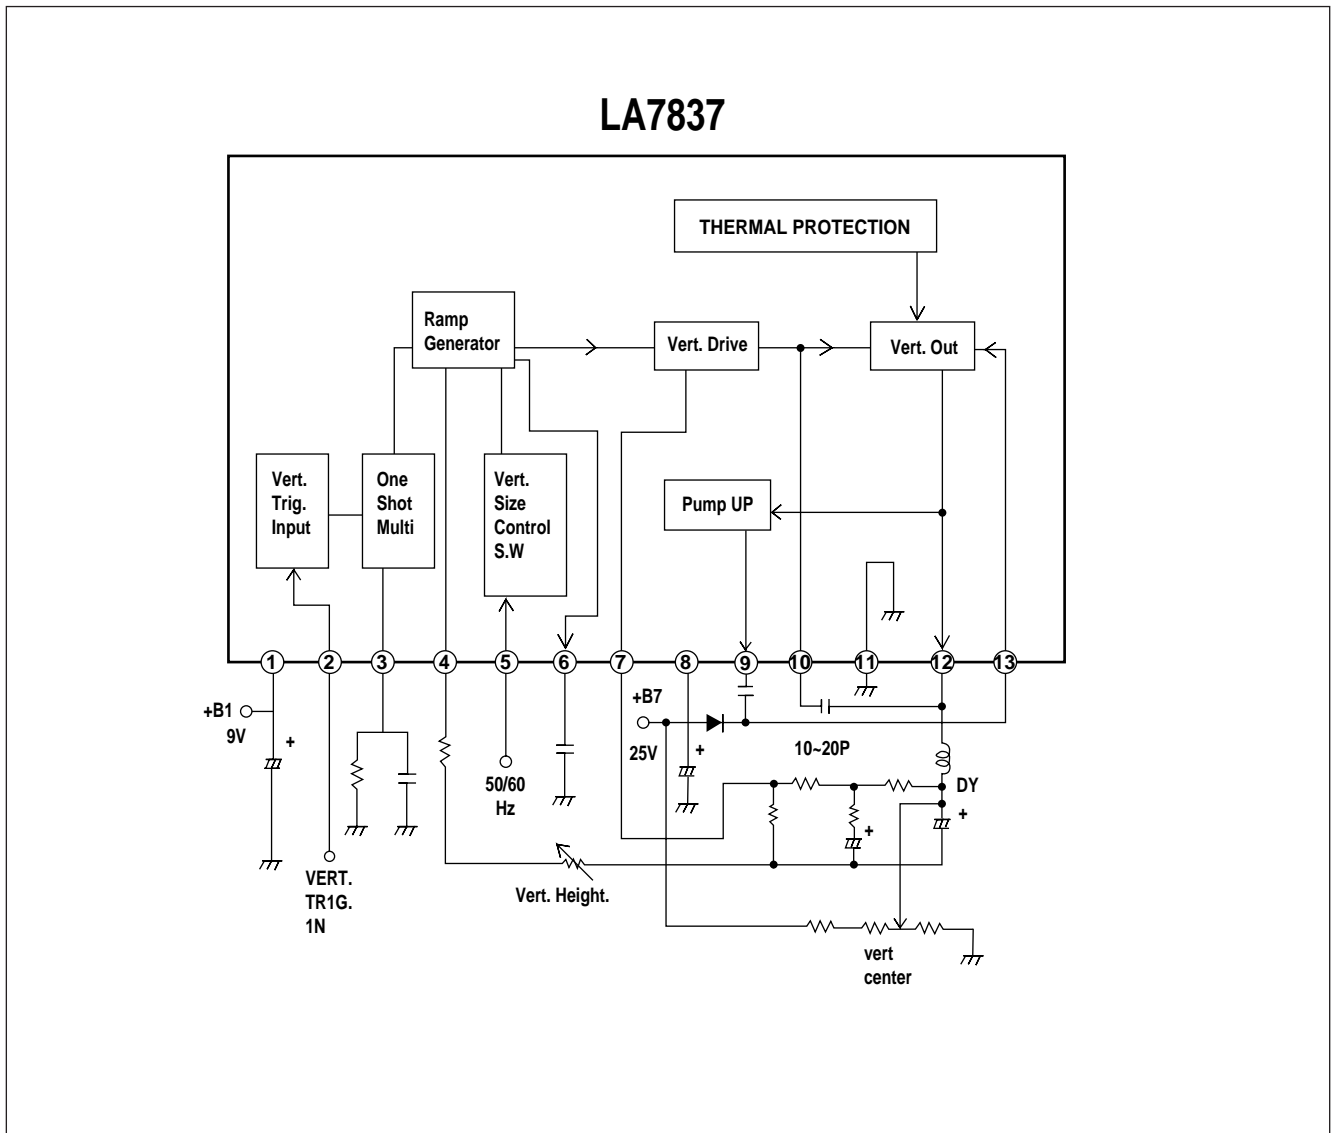 LA7837
THERMAL PROTECTION
Ramp
Generator
Vert. Drive
Vert. Out
Vert.
Trig.
Input
One
Shot
Multi
Vert.
Size
Control
S.W
Pump UP
1
2
3
4
5
6
7
8
9
10
11
12
13
+B1
9V
+
50/60
Hz
+B7
25V
+
10~20P
DY
+
+
VERT.
TR1G.
1N
Vert. Height.
vert
center